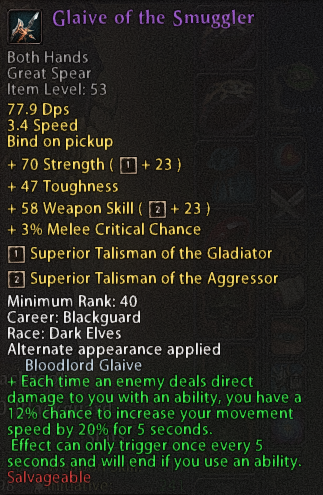 Glaive of the Smuggler
Both Hands
Great Spear
Item Level: 53
77.9 Dps
3.4 Speed
Bind on pickup
+ 70 Strength ( 1 + 23 )
+ 47 Toughness
+ 58 Weapon Skill ( 2 + 23 )
+ 3% Melee Critical Chance
1 Superior Talisman of the Gladiator
2 Superior Talisman of the Aggressor
Minimum Rank: 40
Career: Blackguard
Race: Dark Elves
Alternate appearance applied
Bloodlord Glaive
+ Each time an enemy deals direct
damage to you with an ability, you have a
12% chance to increase your movement
speed by 20% for 5 seconds.
Effect can only trigger once every 5
seconds and will end if you use an ability.
Salvageable